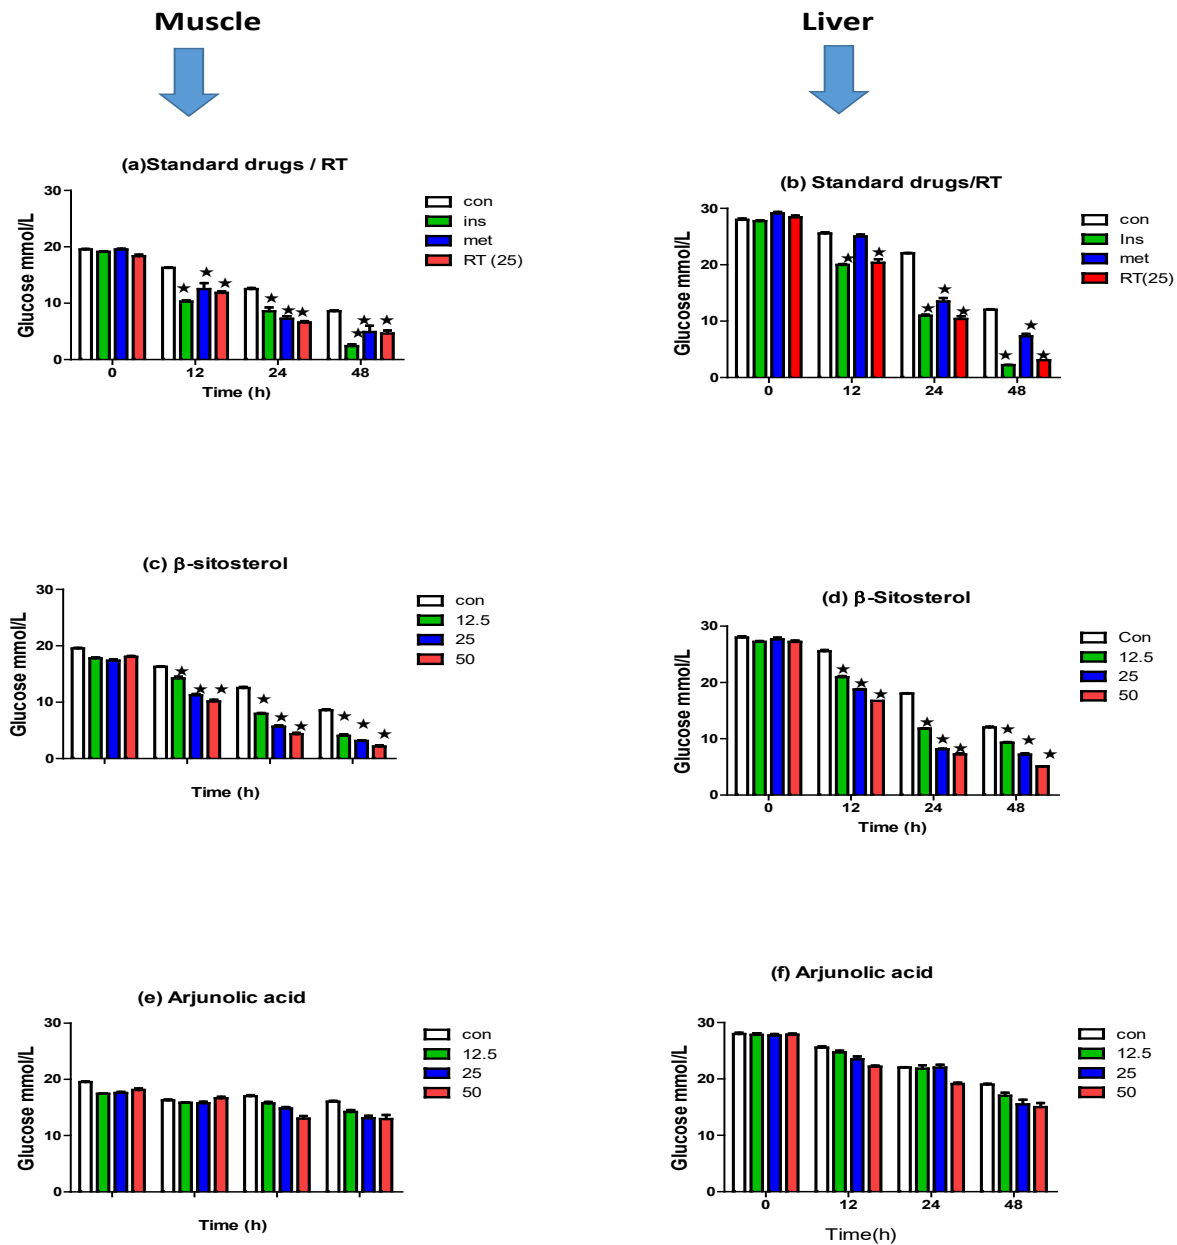 Muscle
Liver
(a)Standard drugs / RT
Glucose mmol/L
30
20
10
0
0 12 24 48
Time (h)
con
ins
met
RT (25)
(b) Standard drugs/RT
Glucose mmol/L
30
20
10
0
0 12 24 48
Time (h)
con
Ins
met
RT(25)
(c) β-sitosterol
Glucose mmol/L
30
20
10
0
Time (h)
con
12.5
25
50
(d) β-Sitosterol
Glucose mmol/L
30
20
10
0
0 12 24 48
Time (h)
Con
12.5
25
50
(e) Arjunolic acid
Glucose mmol/L
30
20
10
0
Time (h)
con
12.5
25
50
(f) Arjunolic acid
Glucose mmol/L
30
20
10
0
0 12 24 48
Time(h)
con
12.5
25
50